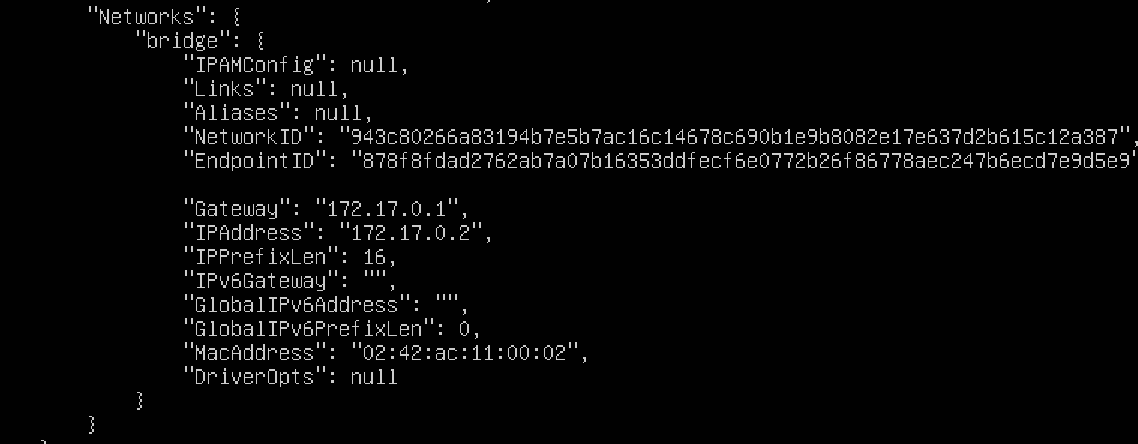 "Networks": {
"bridge": {
"IPAMConfig": null,
"Links": null,
"Aliases": null,
"NetworkID": "943c80266a83194b7e5b7ac16c14678c690b1e9b8082e17e637d2b615c12a387",
"EndpointID": "878f8fdad2762ab7a07b16353ddfecf6e0772b26f86778aec247b6ecd7e9d5e9"
"Gateway": "172.17.0.1",
"IPAddress": "172.17.0.2",
"IPPrefixLen": 16,
"IPv6Gateway": "",
"GlobalIPv6Address": "",
"GlobalIPv6PrefixLen": 0,
"MacAddress": "02:42:ac:11:00:02",
"DriverOpts": null
}
}